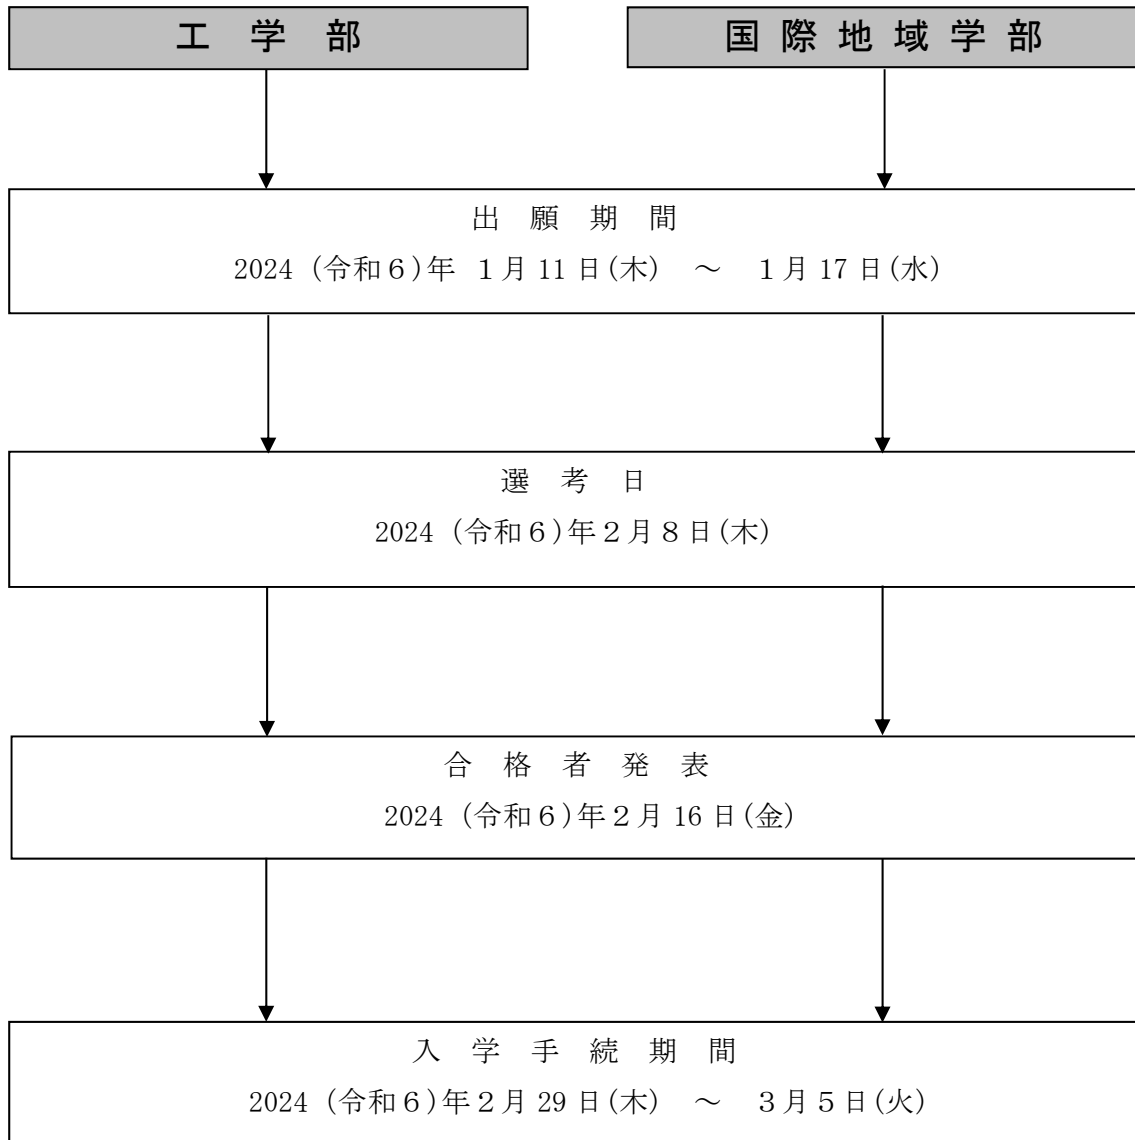 工 学 部
国 際 地 域 学 部
出 願 期 間
2024 (令和６)年 １月 11 日(木) ～ １月 17 日(水)
選 考 日
2024 (令和６)年２月８日(木)
合 格 者 発 表
2024 (令和６)年２月 16 日(金)
入 学 手 続 期 間
2024 (令和６)年２月 29 日(木) ～ ３月５日(火)